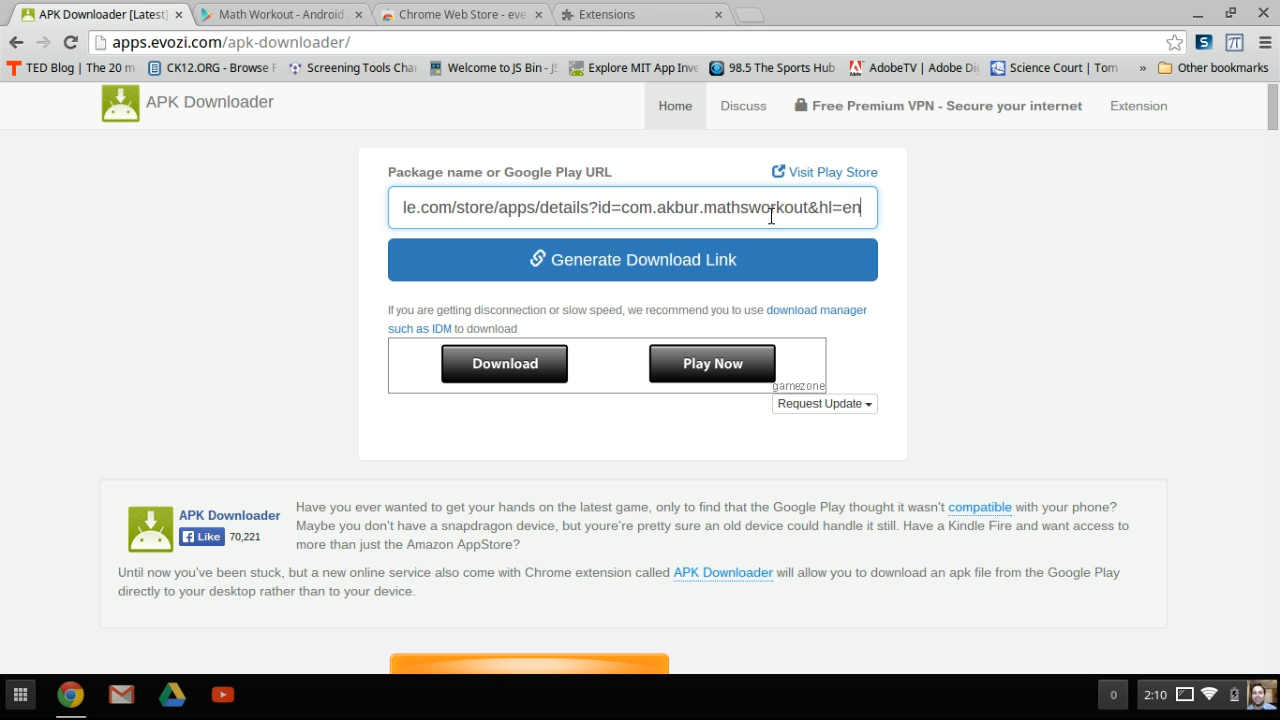 APK Downloader [Latest]
Math Workout - Android
Chrome Web Store - eve
Extensions
apps.evozi.com/apk-downloader/
TED Blog | The 20 m
CK12.ORG - Browse F
Screening Tools Cha
Welcome to JS Bin - JS
Explore MIT App Inve
98.5 The Sports Hub
AdobeTV | Adobe Di
Science Court | Tom
»
Other bookmarks
APK Downloader
Home
Discuss
Free Premium VPN - Secure your internet
Extension
Package name or Google Play URL
Visit Play Store
le.com/store/apps/details?id=com.akbur.mathsworkout&hl=en
Generate Download Link
If you are getting disconnection or slow speed, we recommend you to use download manager
such as IDM to download
Download
Play Now
gamezone
Request Update
APK Downloader
Like
70,221
Have you ever wanted to get your hands on the latest game, only to find that the Google Play thought it wasn't compatible with your phone?
Maybe you don't have a snapdragon device, but youre're pretty sure an old device could handle it still. Have a Kindle Fire and want access to
more than just the Amazon AppStore?
Until now you've been stuck, but a new online service also come with Chrome extension called APK Downloader will allow you to download an apk file from the Google Play
directly to your desktop rather than to your device.
0
2:10